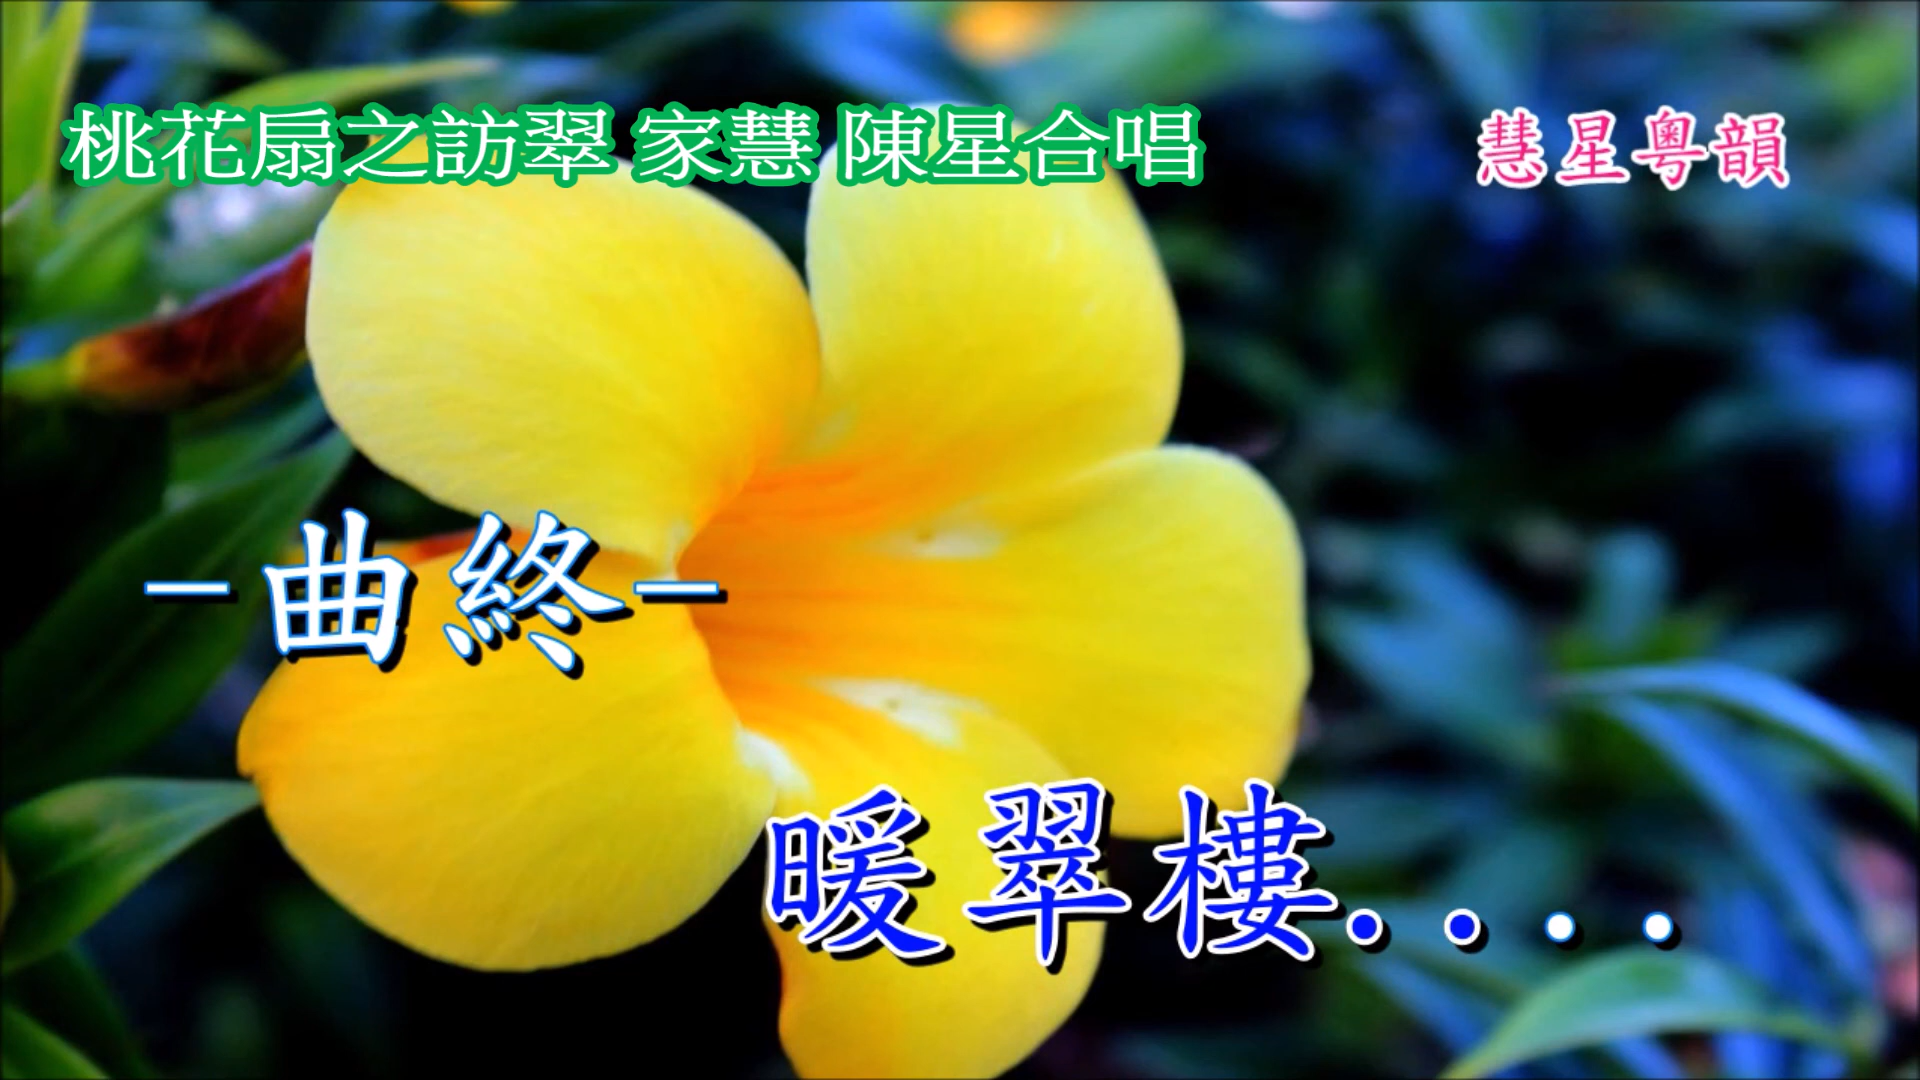 桃花扇之訪翠 家慧 陳星合唱
慧星粵韻
-曲終-
暖翠樓....